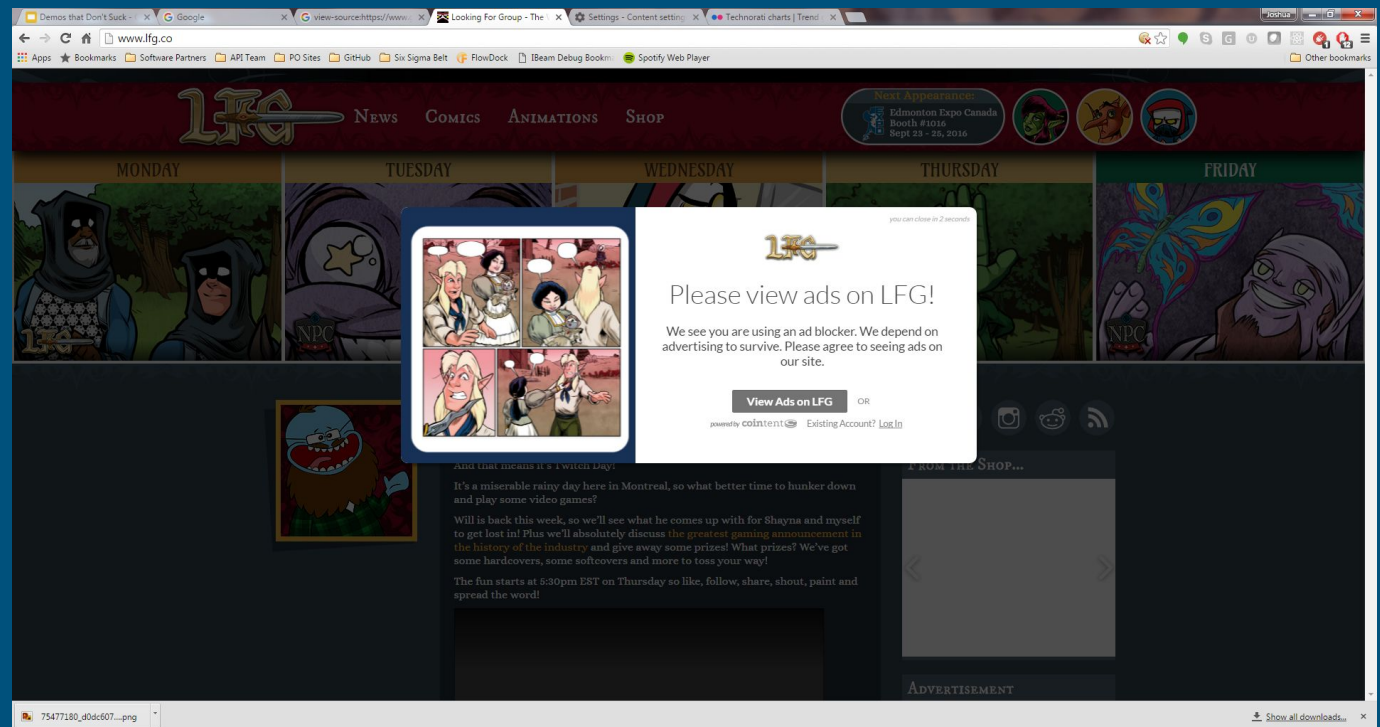 Demos that Don't Suck - G
Google
view-source:https://www.g
Looking For Group - The W
Settings - Content setting
Technorati charts | Trend c
Joshua
www.lfg.co
Apps Bookmarks Software Partners API Team PO Sites GitHub Six Sigma Belt FlowDock IBeam Debug Bookm Spotify Web Player Other bookmarks
LFG News Comics Animations Shop
Next Appearance:
Edmonton Expo Canada
Booth #1016
Sept 23 - 25, 2016
MONDAY TUESDAY WEDNESDAY THURSDAY FRIDAY
LFG
NPC
NPC
you can close in 2 seconds
LFG
Please view ads on LFG!
We see you are using an ad blocker. We depend on
advertising to survive. Please agree to seeing ads on
our site.
View Ads on LFG OR
powered by cointent Existing Account? Log In
And that means it's Twitch Day!
It's a miserable rainy day here in Montreal, so what better time to hunker down
and play some video games?
Will is back this week, so we'll see what he comes up with for Shayna and myself
to get lost in! Plus we'll absolutely discuss the greatest gaming announcement in
the history of the industry and give away some prizes! What prizes? We've got
some hardcovers, some softcovers and more to toss your way!
The fun starts at 5:30pm EST on Thursday so like, follow, share, shout, paint and
spread the word!
From the Shop...
Advertisement
75477180_d0dc607....png
Show all downloads...